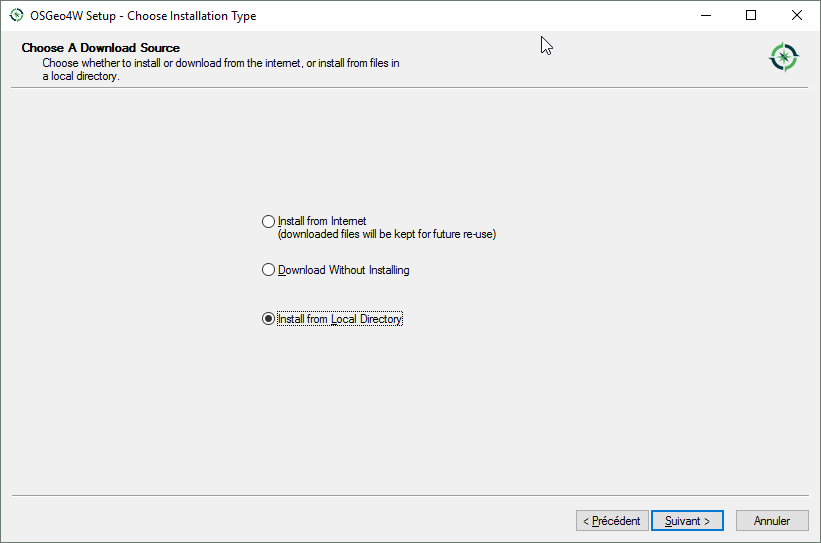 OSGeo4W Setup - Choose Installation Type
Choose A Download Source
Choose whether to install or download from the internet, or install from files in
a local directory.
Install from Internet
(downloaded files will be kept for future re-use)
Download Without Installing
Install from Local Directory
< Précédent
Suivant >
Annuler